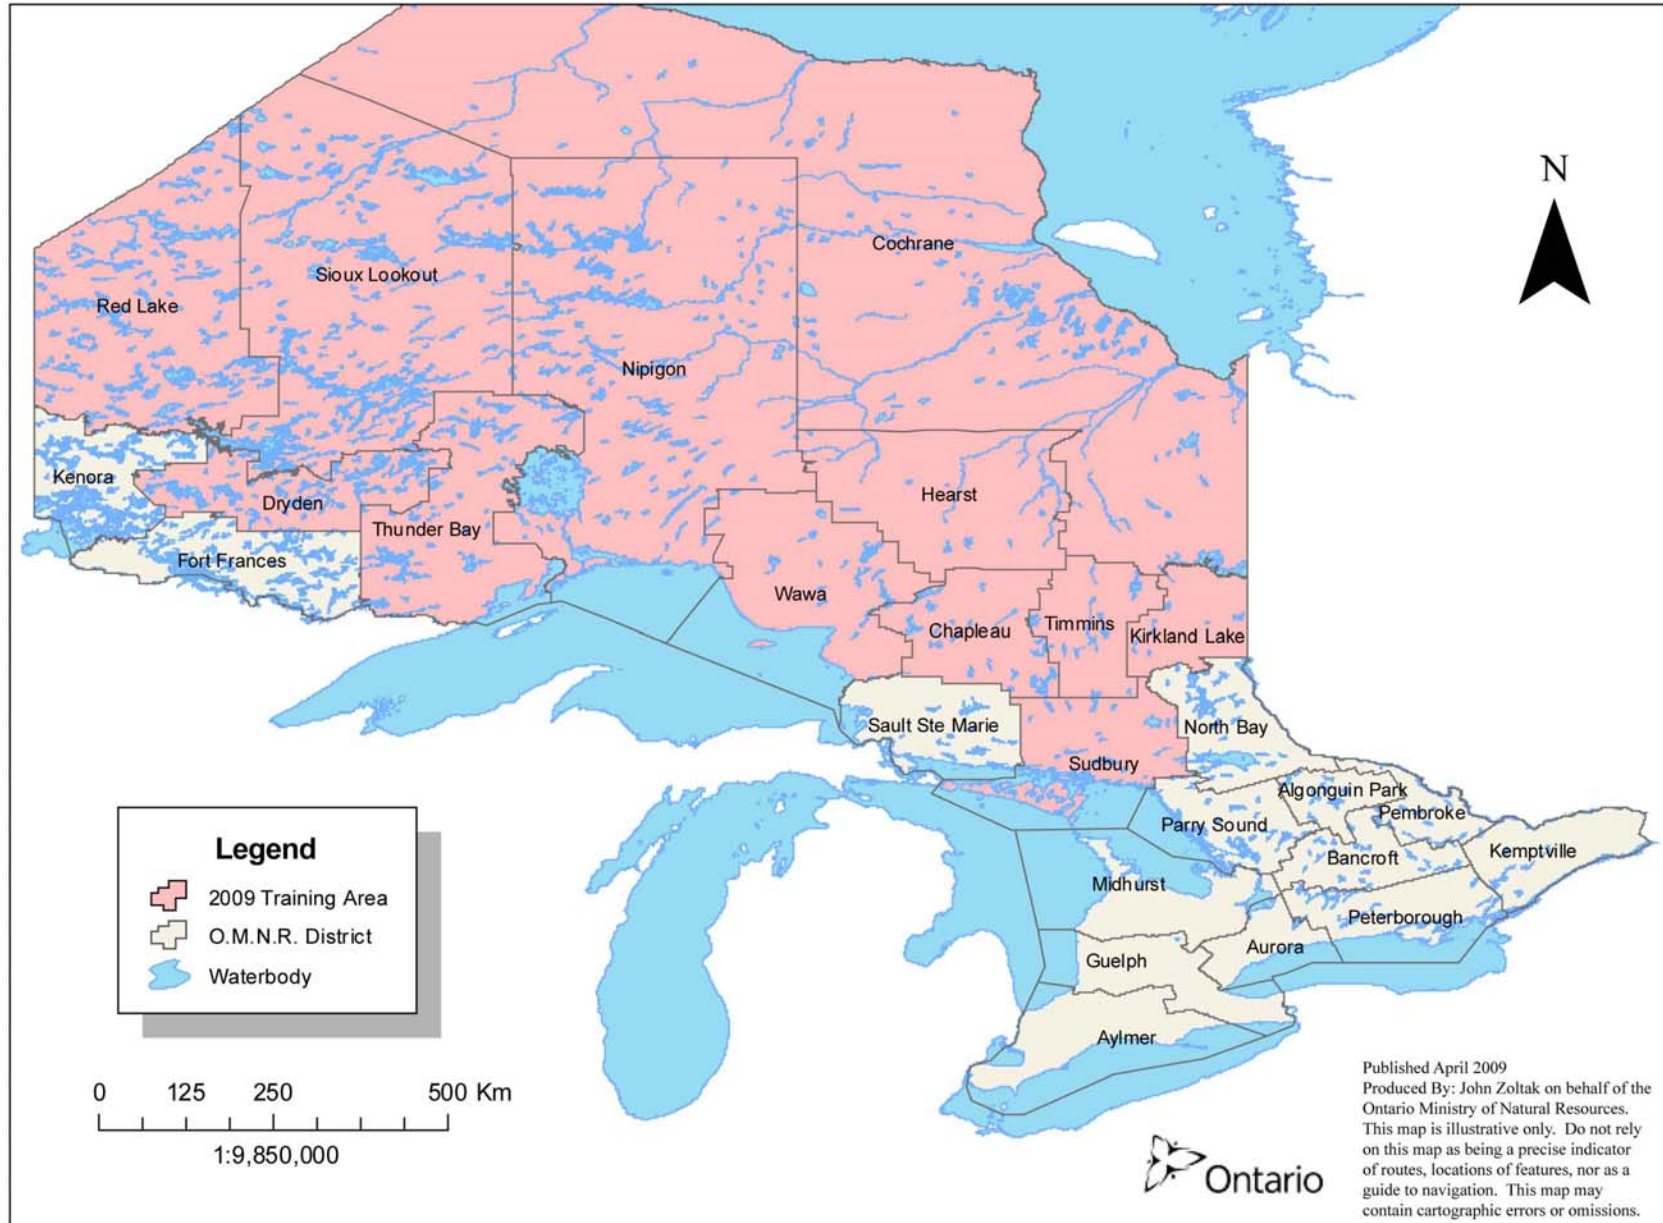 N
Cochrane
Sioux Lookout
Red Lake
Nipigon
Kenora
Hearst
Dryden
Thunder Bay
Fort Frances
Wawa
Chapleau
Timmins
Kirkland Lake
Sault Ste Marie
North Bay
Sudbury
Algonguin Park
Pembroke
Parry Sound
Bancroft
Kemptville
Midhurst
Peterborough
Aurora
Guelph
Aylmer
Legend
2009 Training Area
O.M.N.R. District
Waterbody
0 125 250 500 Km
1:9,850,000
Ontario
Published April 2009
Produced By: John Zoltak on behalf of the
Ontario Ministry of Natural Resources.
This map is illustrative only. Do not rely
on this map as being a precise indicator
of routes, locations of features, nor as a
guide to navigation. This map may
contain cartographic errors or omissions.